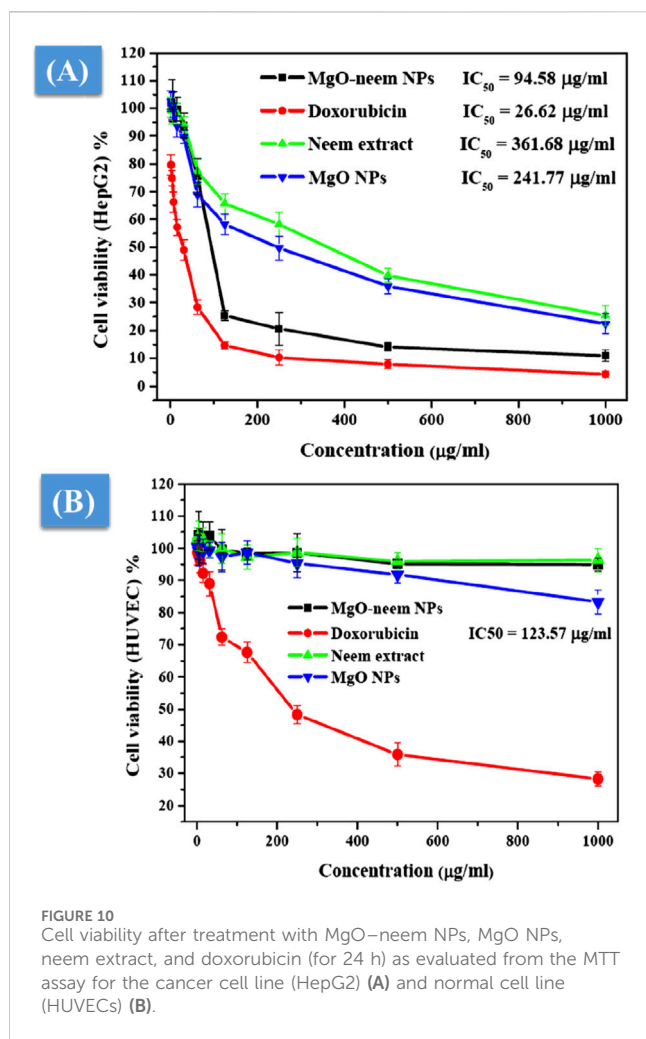 (A)
120
110
100
90
80
70
60
50
40
30
20
10
0
Cell viability (HepG2) %
MgO-neem NPs IC50 = 94.58 µg/ml
Doxorubicin IC50 = 26.62 µg/ml
Neem extract IC50 = 361.68 µg/ml
MgO NPs IC50 = 241.77 µg/ml
0 200 400 600 800 1000
Concentration (µg/ml)
(B)
120
110
100
90
80
70
60
50
40
30
20
Cell viability (HUVEC) %
MgO-neem NPs
Doxorubicin IC50 = 123.57 µg/ml
Neem extract
MgO NPs
0 200 400 600 800 1000
Concentration (µg/ml)
FIGURE 10
Cell viability after treatment with MgO–neem NPs, MgO NPs,
neem extract, and doxorubicin (for 24 h) as evaluated from the MTT
assay for the cancer cell line (HepG2) (A) and normal cell line
(HUVECs) (B).